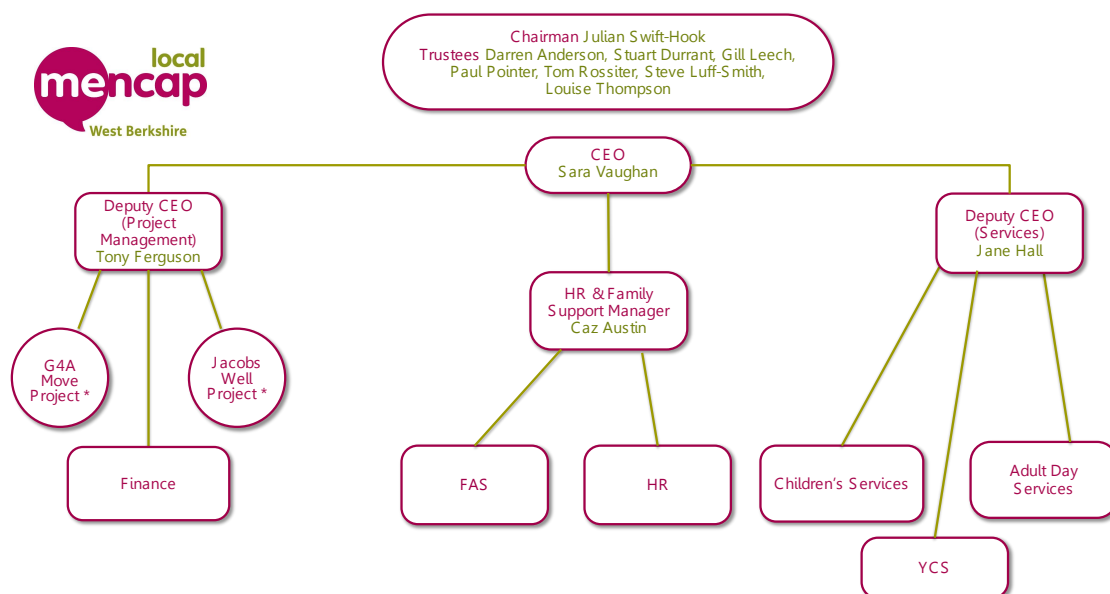 local
mencap
West Berkshire
Chairman Julian Swift-Hook
Trustees Darren Anderson, Stuart Durrant, Gill Leech,
Paul Pointer, Tom Rossiter, Steve Luff-Smith,
Louise Thompson
CEO
Sara Vaughan
Deputy CEO
(Project
Management)
Tony Ferguson
Deputy CEO
(Services)
Jane Hall
HR & Family
Support Manager
Caz Austin
G4A
Move
Project *
Jacobs
Well
Project *
Finance
FAS
HR
Children’s Services
Adult Day
Services
YCS